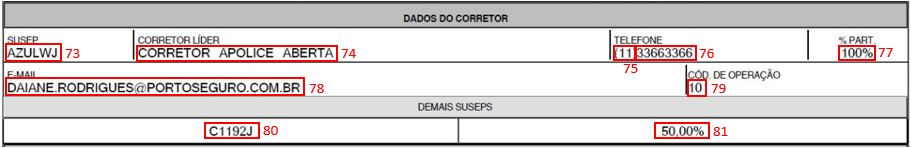 DADOS DO CORRETOR
SUSEP CORRETOR LÍDER TELEFONE % PART.
AZULWJ 73 CORRETOR APOLICE ABERTA 74 (11 33663366 76 100% 77
75
E-MAIL CÓD. DE OPERAÇÃO
DAIANE.RODRIGUES@PORTOSEGURO.COM.BR 78 10 79
DEMAIS SUSEPS
C1192J 80 50,00% 81